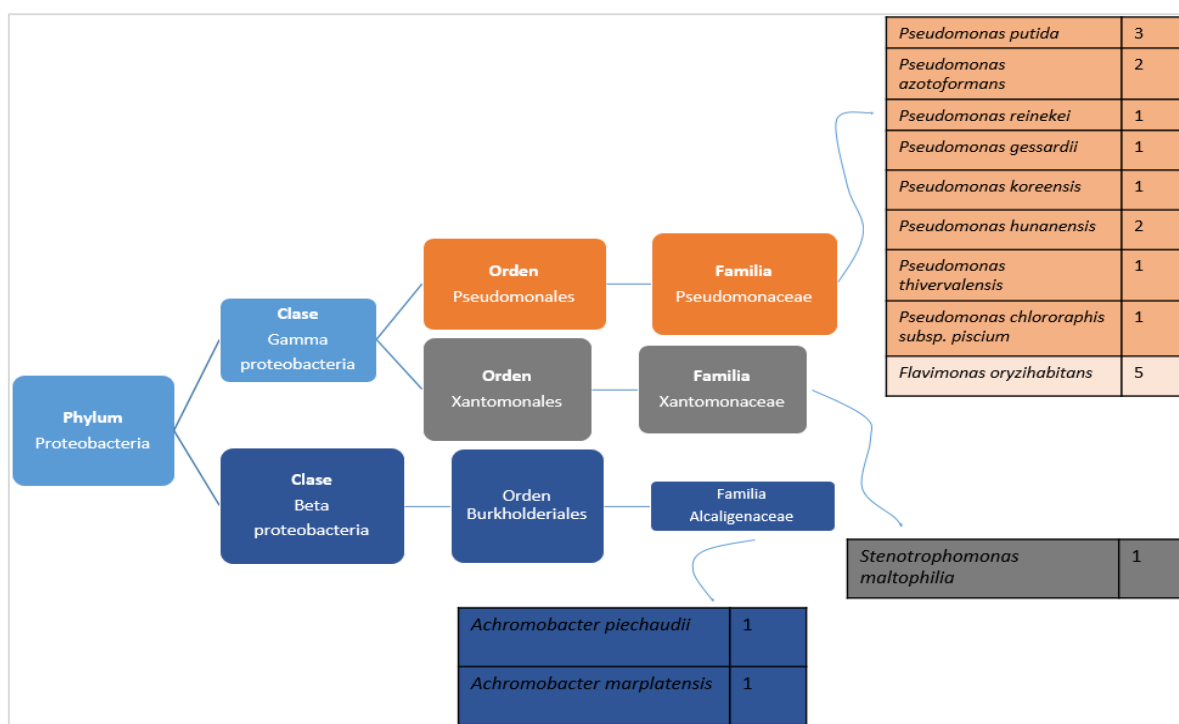 Phylum
Proteobacteria
Clase
Gamma
proteobacteria
Clase
Beta
proteobacteria
Orden
Pseudomonales
Orden
Xantomonales
Orden
Burkholderiales
Familia
Pseudomonaceae
Familia
Xantomonaceae
Familia
Alcaligenaceae
Pseudomonas putida 3
Pseudomonas 2
azotoformans
Pseudomonas reinekei 1
Pseudomonas gessardii 1
Pseudomonas koreensis 1
Pseudomonas hunanensis 2
Pseudomonas 1
thivervalensis
Pseudomonas chlororaphis 1
subsp. piscium
Flavimonas oryzihabitans 5
Stenotrophomonas 1
maltophilia
Achromobacter piechaudii 1
Achromobacter marplatensis 1